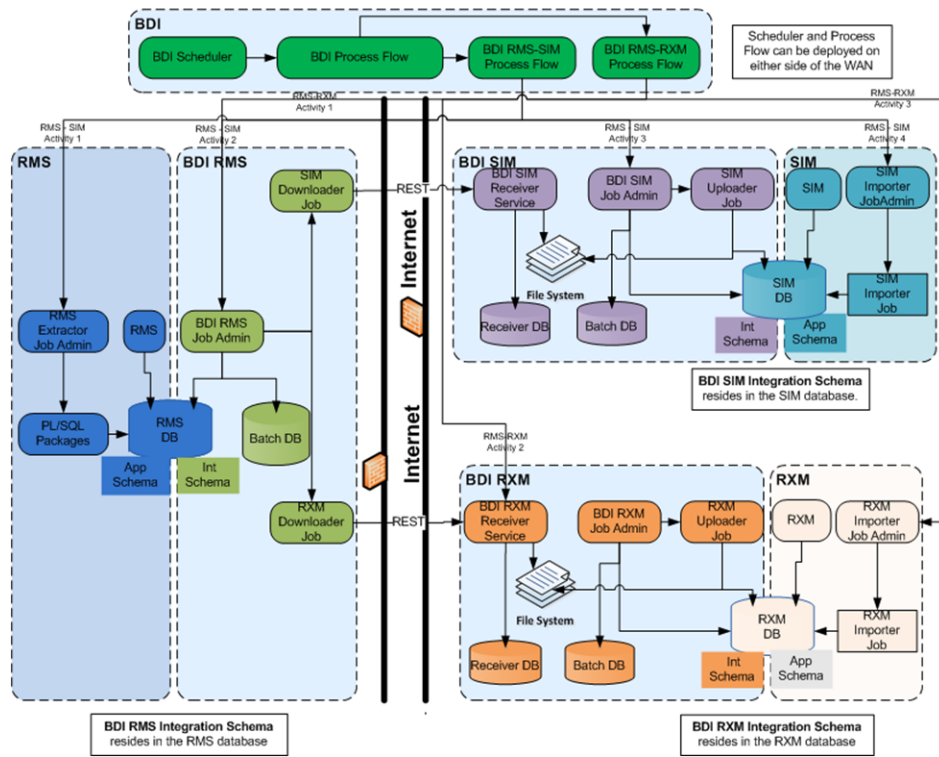 BDI
BDI Scheduler
BDI Process Flow
BDI RMS-SIM
Process Flow
BDI RMS-RXM
Process Flow
Scheduler and Process
Flow can be deployed on
either side of the WAN
RMS-RXM
Activity 1
RMS-RXM
Activity 3
RMS - SIM
Activity 1
RMS - SIM
Activity 2
RMS - SIM
Activity 3
RMS - SIM
Activity 4
RMS
BDI RMS
SIM
Downloader
Job
REST
Internet
BDI SIM
BDI SIM
Receiver
Service
BDI SIM
Job Admin
SIM
Uploader
Job
SIM
SIM
SIM
Importer
JobAdmin
File System
Receiver DB
Batch DB
SIM
DB
SIM
Importer
Job
Int
Schema
App
Schema
BDI SIM Integration Schema
resides in the SIM database.
RMS
Extractor
Job Admin
RMS
BDI RMS
Job Admin
PL/SQL
Packages
RMS
DB
Batch DB
App
Schema
Int
Schema
Internet
RXM
Downloader
Job
REST
RMS-RXM
Activity 2
BDI RXM
BDI RXM
Receiver
Service
BDI RXM
Job Admin
RXM
Uploader
Job
RXM
RXM
RXM
Importer
Job Admin
File System
Receiver DB
Batch DB
RXM
DB
RXM
Importer
Job
Int
Schema
App
Schema
BDI RMS Integration Schema
resides in the RMS database
BDI RXM Integration Schema
resides in the RXM database